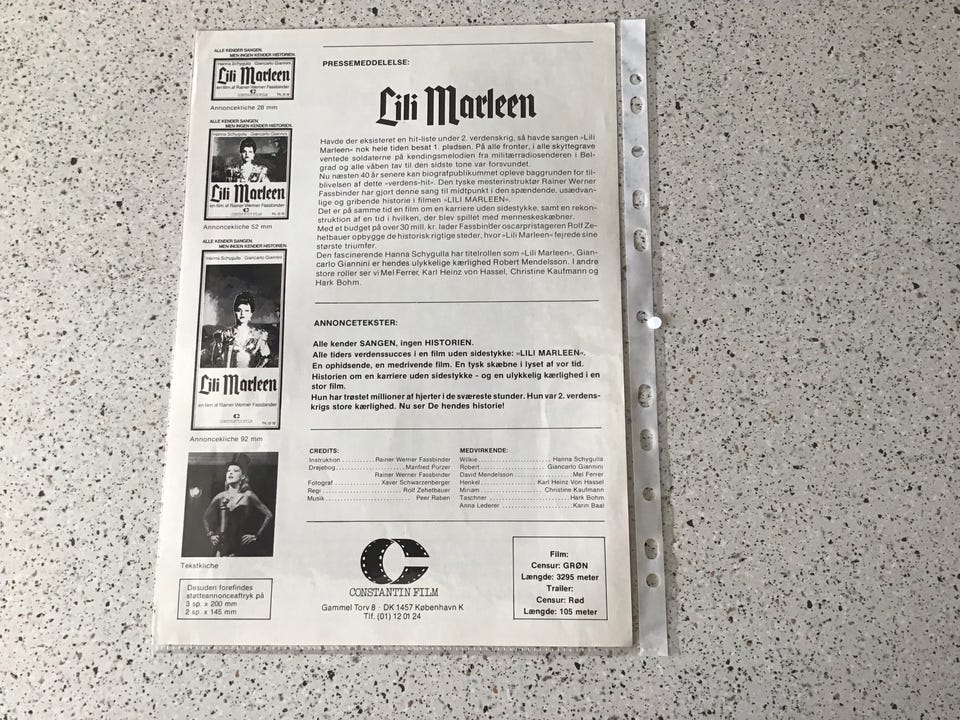 ALLE KENDER SANGEN,
MEN INGEN KENDER HISTORIEN.
Hanna Schygulla Giancarlo Giannini
Lili Marleen
en film af Rainer Werner Fassbinder
CONSTANTIN FILM
Annoncekliche 28 mm
ALLE KENDER SANGEN,
MEN INGEN KENDER HISTORIEN.
Hanna Schygulla Giancarlo Giannini
Lili Marleen
en film af Rainer Werner Fassbinder
CONSTANTIN FILM
Annoncekliche 52 mm
ALLE KENDER SANGEN,
MEN INGEN KENDER HISTORIEN.
Hanna Schygulla Giancarlo Giannini
Lili Marleen
en film af Rainer Werner Fassbinder
CONSTANTIN FILM
Annoncekliche 92 mm
Tekstkliche
Desuden forefindes
støtteannonceaftryk på
3 sp. x 200 mm
2 sp. x 145 mm
PRESSEMEDDELELSE:
Lili Marleen
Havde der eksisteret en hit-liste under 2. verdenskrig, så havde sangen »Lili
Marleen« nok hele tiden besat 1. pladsen. På alle fronter, i alle skyttegrave
ventede soldaterne på kendingsmelodien fra militærradiosenderen i Bel-
grad og alle våben tav til den sidste tone var forsvundet.
Nu næsten 40 år senere kan biografpublikummet opleve baggrunden for til-
blivelsen af dette »verdens-hit«. Den tyske mesterinstruktør Rainer Werner
Fassbinder har gjort denne sang til midtpunkt i den spændende, usædvan-
lige og gribende historie i filmen »LILI MARLEEN«.
Det er på samme tid en film om en karriere uden sidestykke, samt en rekon-
struktion af en tid i hvilken, der blev spillet med menneskeskæbner.
Med et budget på over 30 mill. kr. lader Fassbinder oscarpristageren Rolf Ze-
hetbauer opbygge de historisk rigtige steder, hvor »Lili Marleen« fejrede sine
største triumfer.
Den fascinerende Hanna Schygulla har titelrollen som »Lili Marleen«, Gian-
carlo Giannini er hendes ulykkelige kærlighed Robert Mendelsson. I andre
store roller ser vi Mel Ferrer, Karl Heinz von Hassel, Christine Kaufmann og
Hark Bohm.
ANNONCETEKSTER:
Alle kender SANGEN, ingen HISTORIEN.
Alle tiders verdenssucces i en film uden sidestykke: »LILI MARLEEN«.
En ophidsende, en medrivende film. En tysk skæbne i lyset af vor tid.
Historien om en karriere uden sidestykke - og en ulykkelig kærlighed i en
stor film.
Hun har trøstet millioner af hjerter i de sværeste stunder. Hun var 2. verdens-
krigs store kærlighed. Nu ser De hendes historie!
CREDITS:
Instruktion ........... Rainer Werner Fassbinder
Drejebog ................ Manfred Purzer
Rainer Werner Fassbinder
Fotograf ............ Xaver Schwarzenberger
Regi .................... Rolf Zehetbauer
Musik ...................... Peer Raben
MEDVIRKENDE:
Wilkie ...................... Hanna Schygulla
Robert .................... Giancarlo Giannini
David Mendelsson ............... Mel Ferrer
Henkel ................. Karl Heinz Von Hassel
Miriam .................. Christine Kaufmann
Taschner ..................... Hark Bohm
Anna Lederer .................... Karin Baal
CONSTANTIN FILM
Gammel Torv 8 · DK 1457 København K
Tlf. (01) 12 01 24
Film:
Censur: GRØN
Længde: 3295 meter
Trailer:
Censur: Rød
Længde: 105 meter